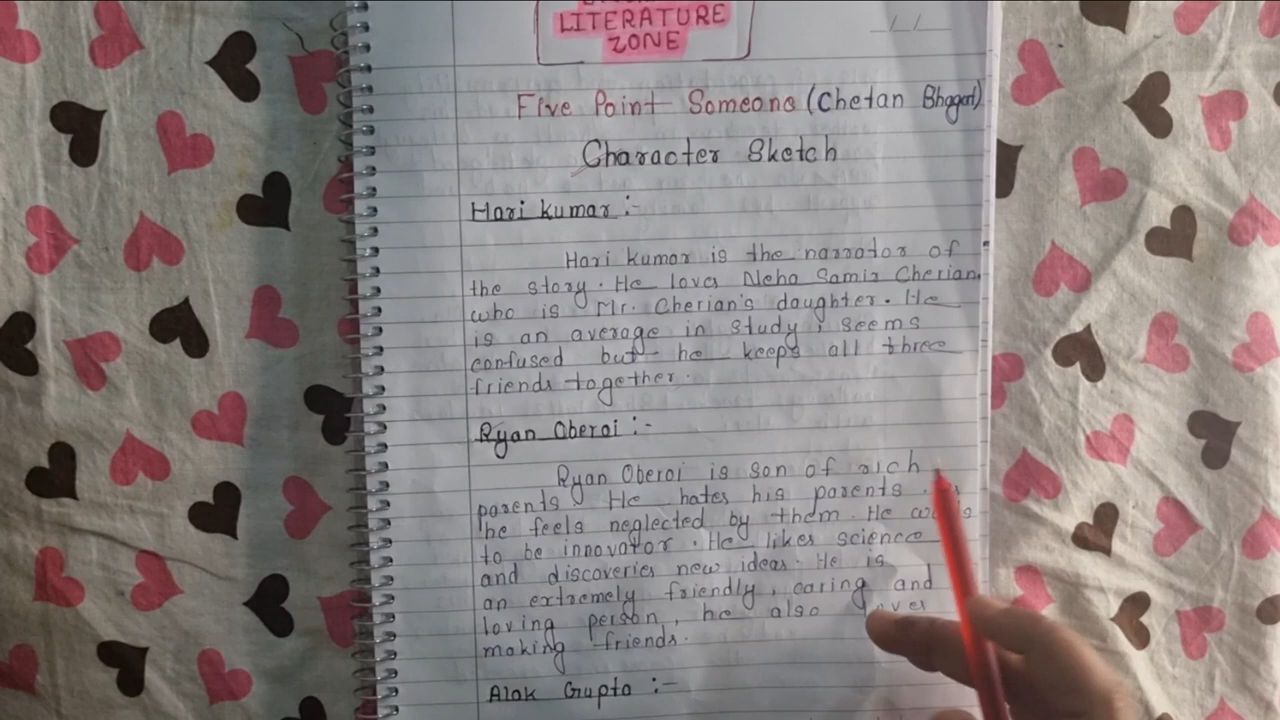 LITERATURE
ZONE
Five Point Someone (Chetan Bhagat)
Character Sketch
Hari kumar :-
Hari kumar is the narrator of
the story. He loves Neha Samir Cherian,
who is Mr. Cherian's daughter. He
is an average in study, seems
confused but he keeps all three
friends together.
Ryan Oberoi :-
Ryan Oberoi is son of rich
parents. He hates his parents
he feels neglected by them. He
to be innovator. He likes science
and discoveries new ideas. He is
an extremely friendly, caring and
loving person, he also loves
making friends.
Alok Gupta :-